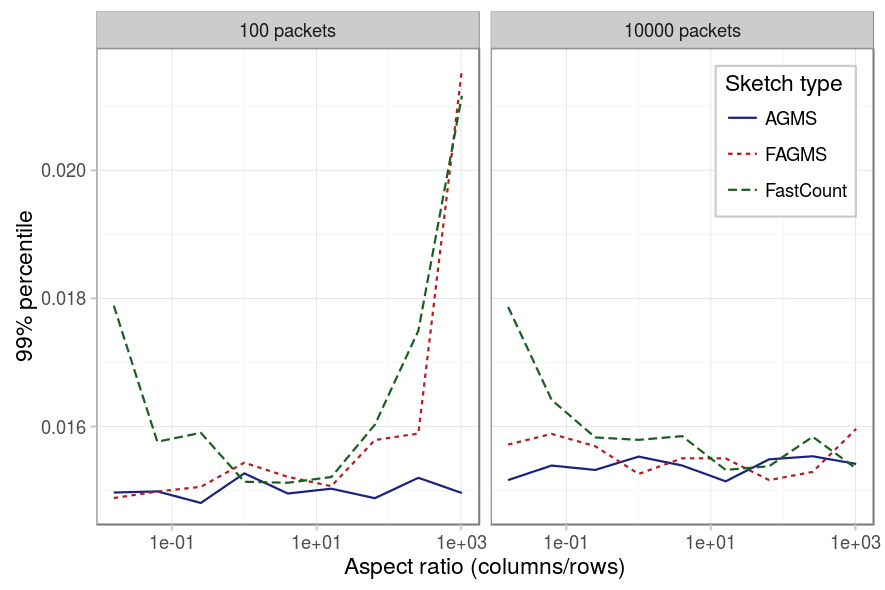 100 packets
10000 packets
Sketch type
AGMS
FAGMS
FastCount
99% percentile
0.020
0.018
0.016
1e-01
1e+01
1e+03
1e-01
1e+01
1e+03
Aspect ratio (columns/rows)